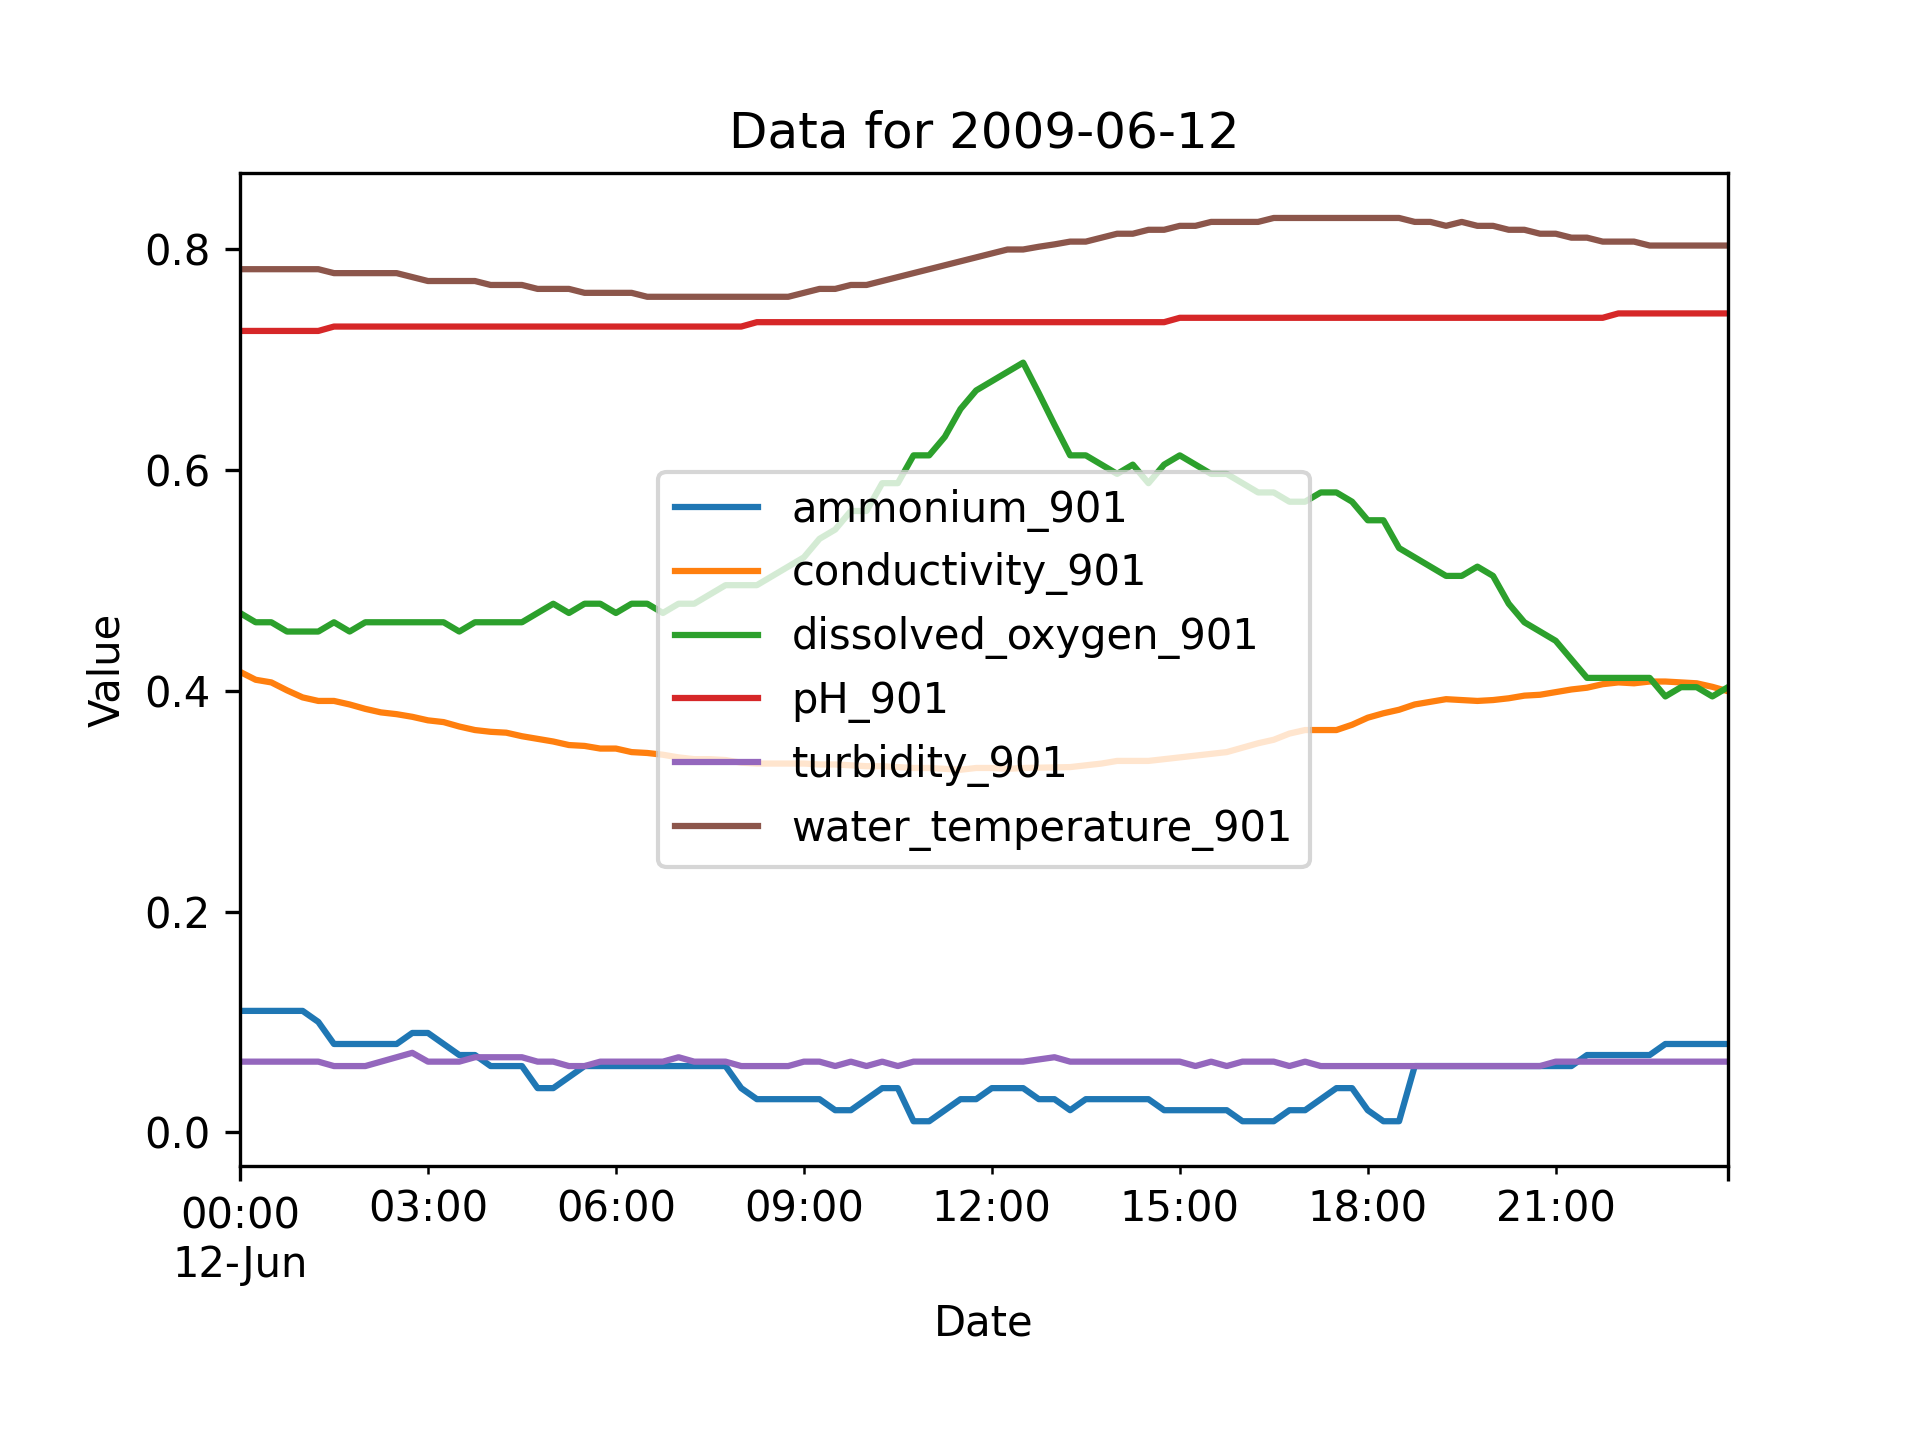 Data for 2009-06-12
Value
0.8
0.6
0.4
0.2
0.0
ammonium_901
conductivity_901
dissolved_oxygen_901
pH_901
turbidity_901
water_temperature_901
00:00 03:00 06:00 09:00 12:00 15:00 18:00 21:00
12-Jun
Date